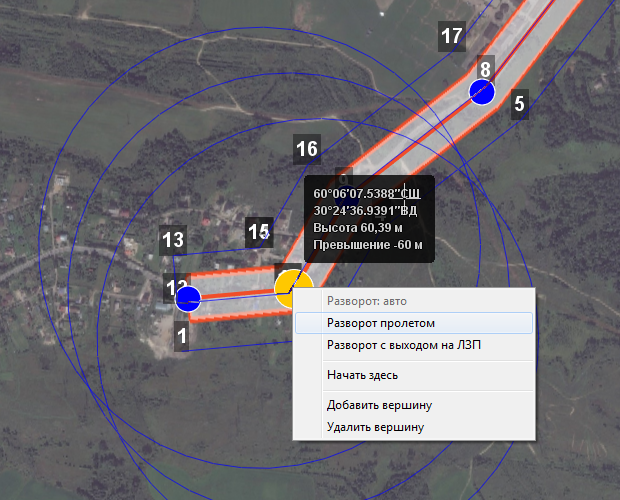 17
8
5
16
60°06'07.5388"СШ
30°24'36.9391"ВД
Высота 60,39 м
Превышение -60 м
15
13
12
1
Разворот: авто
Разворот пролетом
Разворот с выходом на ЛЗП
Начать здесь
Добавить вершину
Удалить вершину